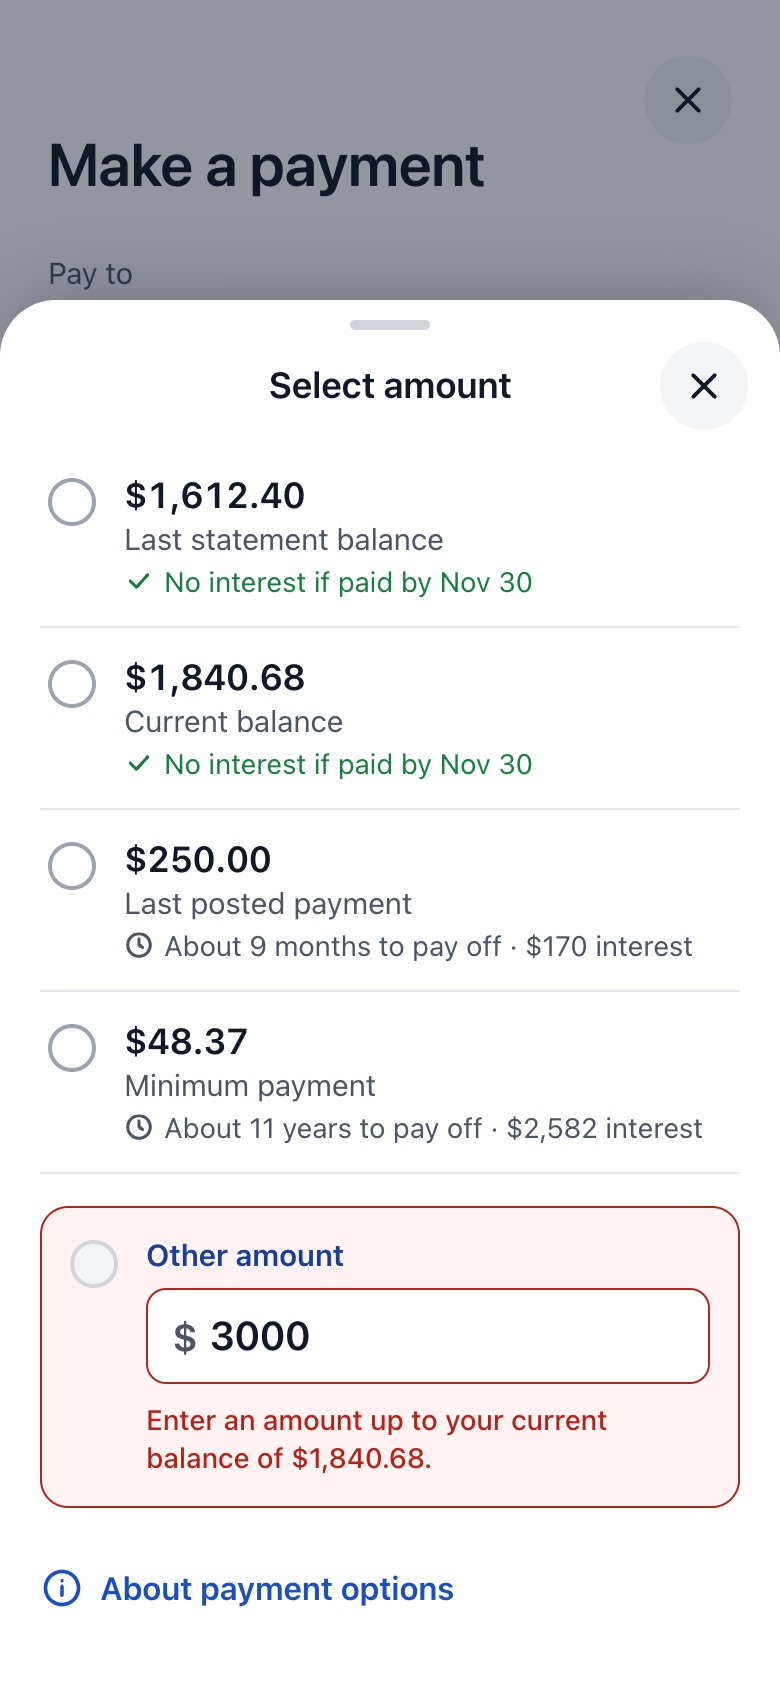 Make a payment
Pay to
Select amount
$1,612.40
Last statement balance
No interest if paid by Nov 30
$1,840.68
Current balance
No interest if paid by Nov 30
$250.00
Last posted payment
About 9 months to pay off · $170 interest
$48.37
Minimum payment
About 11 years to pay off · $2,582 interest
Other amount
$ 3000
Enter an amount up to your current
balance of $1,840.68.
About payment options